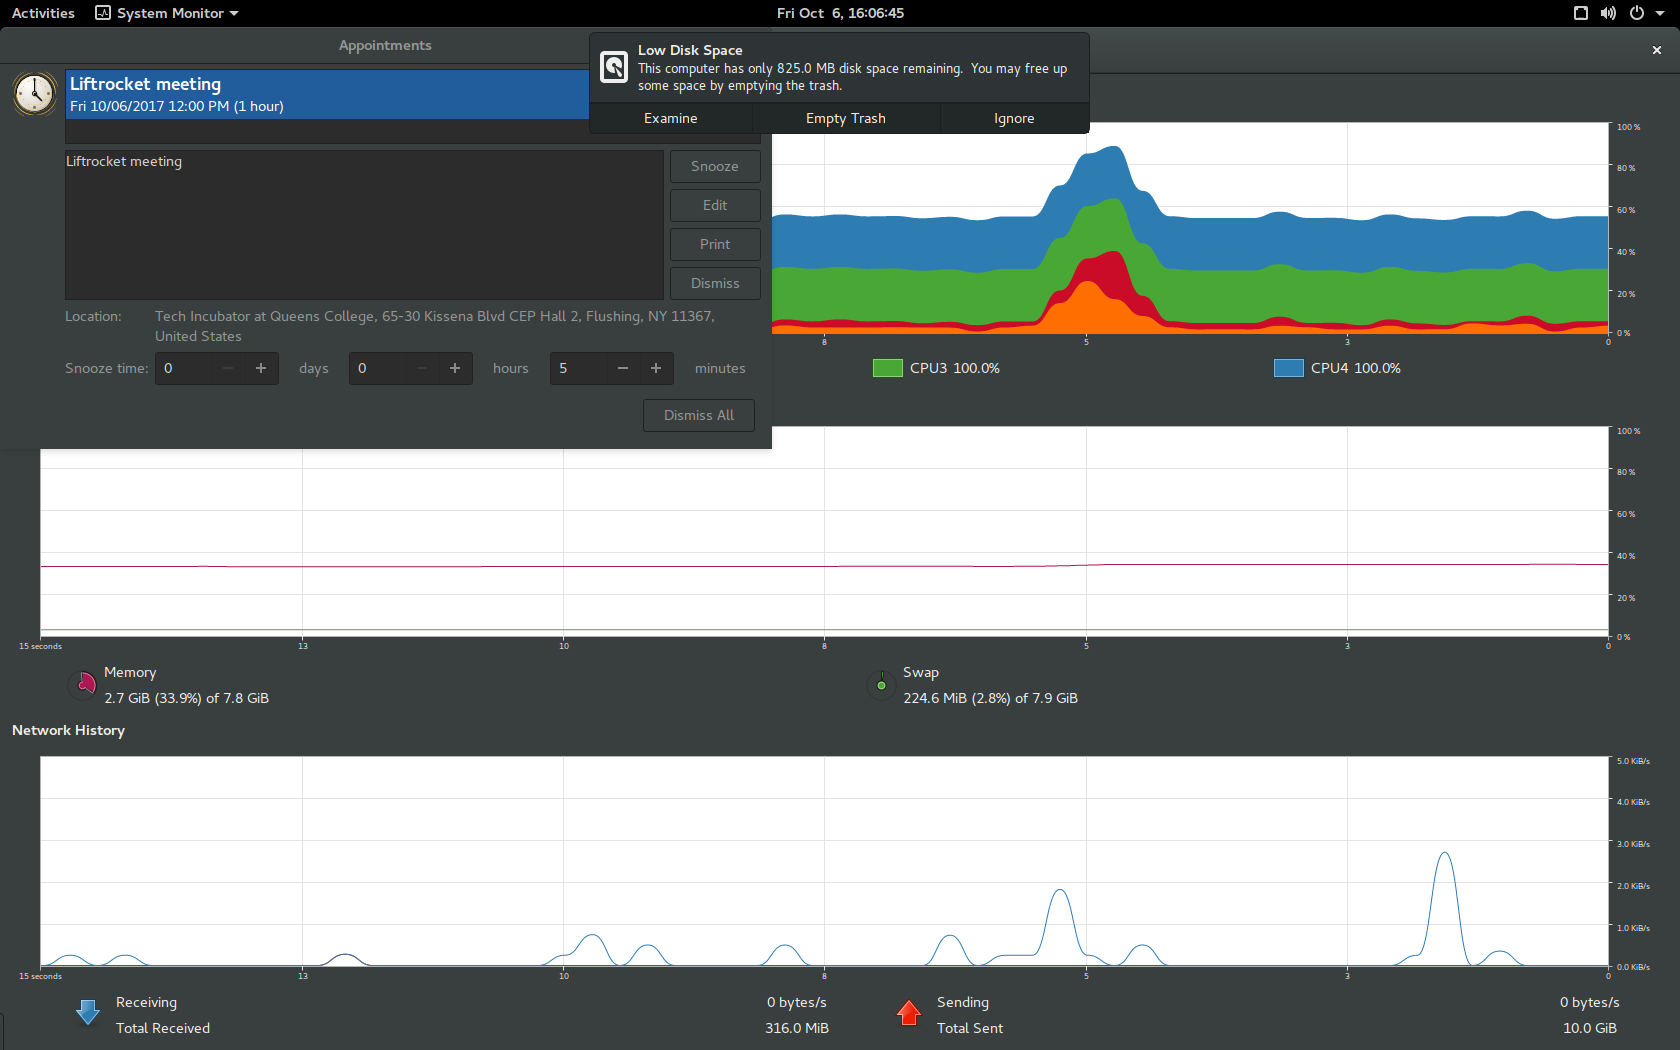 Activities
System Monitor
Fri Oct 6, 16:06:45
Appointments
Liftrocket meeting
Fri 10/06/2017 12:00 PM (1 hour)
Low Disk Space
This computer has only 825.0 MB disk space remaining. You may free up
some space by emptying the trash.
Examine
Empty Trash
Ignore
Liftrocket meeting
Snooze
Edit
Print
Dismiss
Location:
Tech Incubator at Queens College, 65-30 Kissena Blvd CEP Hall 2, Flushing, NY 11367,
United States
Snooze time:
0
days
0
hours
5
minutes
Dismiss All
100 %
80 %
60 %
40 %
20 %
0 %
8
5
3
0
CPU3 100.0%
CPU4 100.0%
100 %
80 %
60 %
40 %
20 %
0 %
15 seconds
13
10
8
5
3
0
Memory
2.7 GiB (33.9%) of 7.8 GiB
Swap
224.6 MiB (2.8%) of 7.9 GiB
Network History
5.0 KiB/s
4.0 KiB/s
3.0 KiB/s
2.0 KiB/s
1.0 KiB/s
0.0 KiB/s
15 seconds
13
10
8
5
3
0
Receiving
0 bytes/s
Total Received
316.0 MiB
Sending
0 bytes/s
Total Sent
10.0 GiB